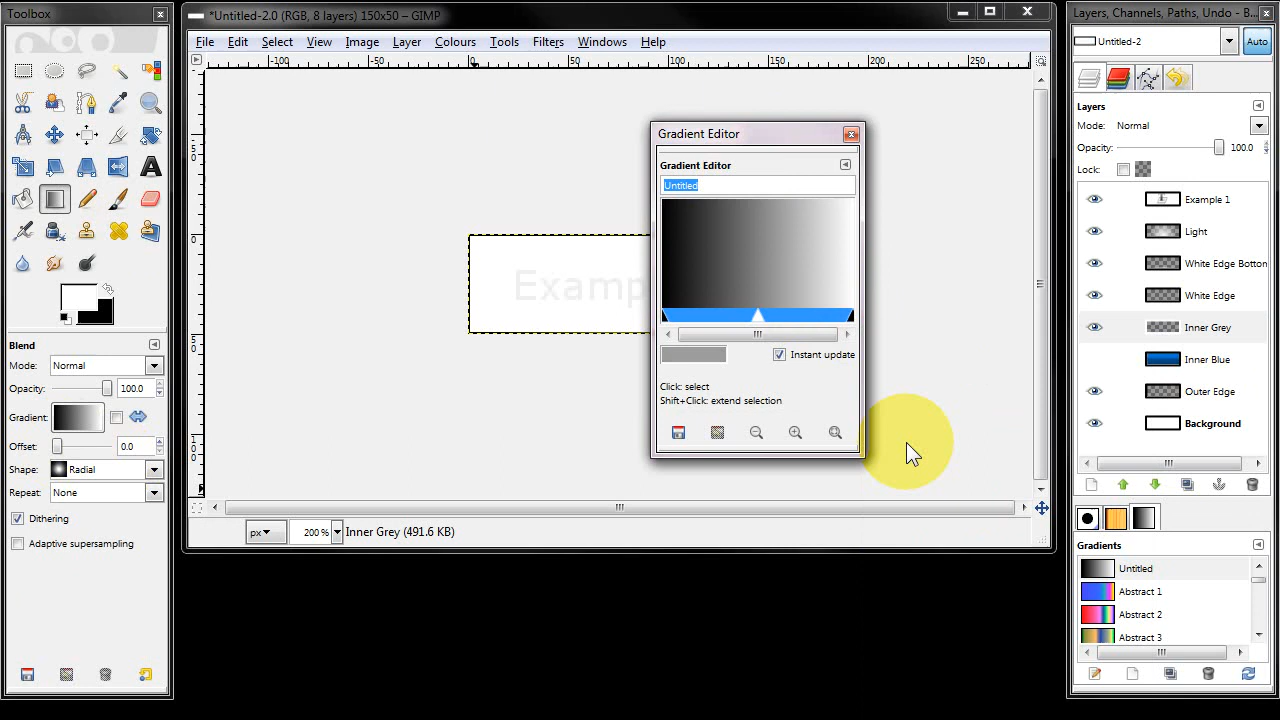 Toolbox
Blend
Mode: Normal
Opacity: 100.0
Gradient:
Offset: 0.0
Shape: Radial
Repeat: None
Dithering
Adaptive supersampling
*Untitled-2.0 (RGB, 8 layers) 150x50 – GIMP
File Edit Select View Image Layer Colours Tools Filters Windows Help
-100 -50 0 50 100 150 200 250
0
50
100
Examp
px 200 % Inner Grey (491.6 KB)
Gradient Editor
Gradient Editor
Untitled
Instant update
Click: select
Shift+Click: extend selection
Layers, Channels, Paths, Undo - B...
Untitled-2 Auto
Layers
Mode: Normal
Opacity: 100.0
Lock:
Example 1
Light
White Edge Botton
White Edge
Inner Grey
Inner Blue
Outer Edge
Background
Gradients
Untitled
Abstract 1
Abstract 2
Abstract 3